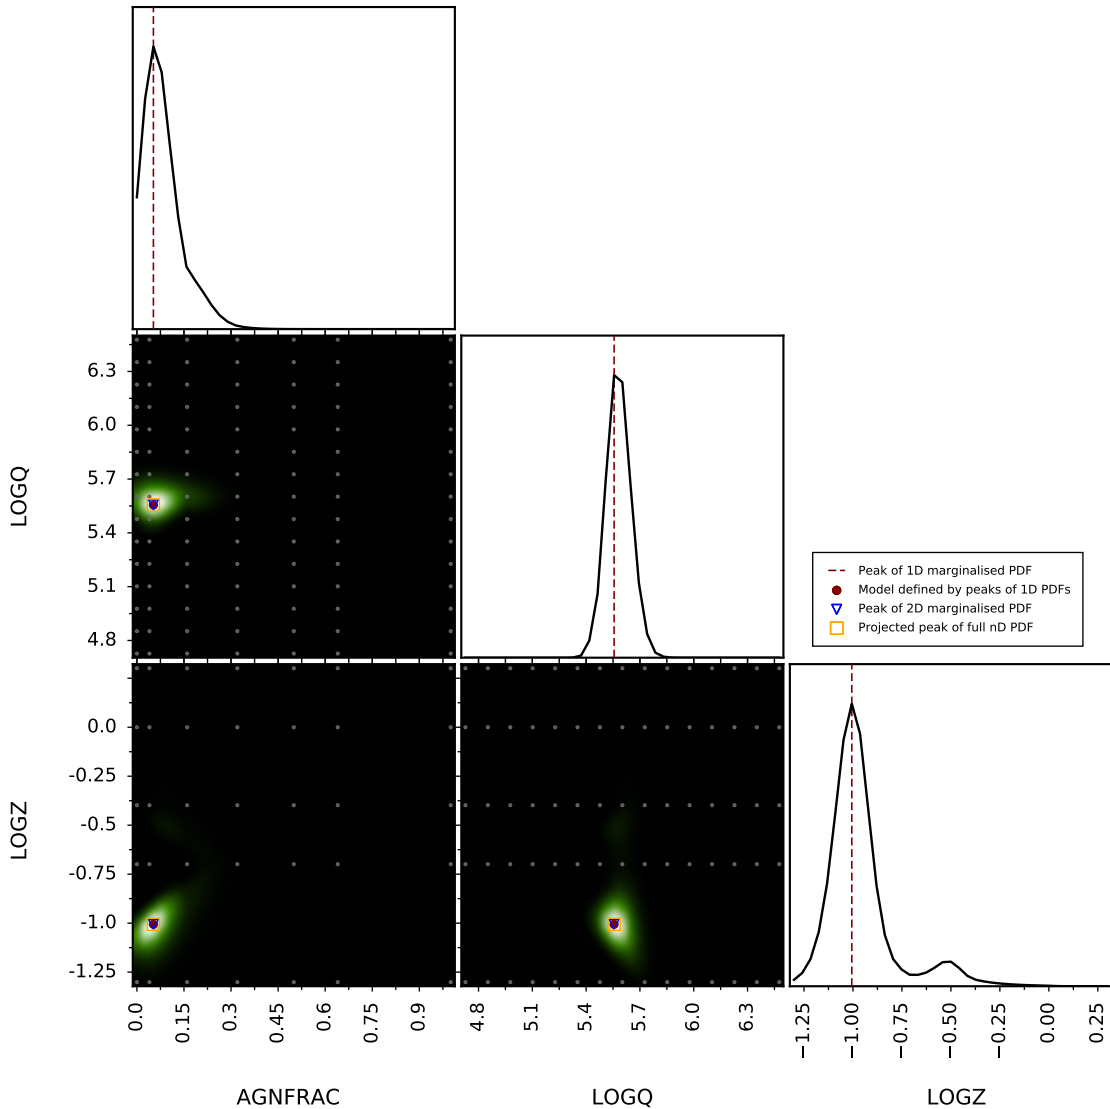 6.3
6.0
5.7
5.4
5.1
4.8
LOGQ
Peak of 1D marginalised PDF
Model defined by peaks of 1D PDFs
Peak of 2D marginalised PDF
Projected peak of full nD PDF
0.0
-0.25
-0.5
-0.75
-1.0
-1.25
LOGZ
0.0 0.15 0.3 0.45 0.6 0.75 0.9
4.8 5.1 5.4 5.7 6.0 6.3
−1.25 −1.00 −0.75 −0.50 −0.25 0.00 0.25
AGNFRAC LOGQ LOGZ